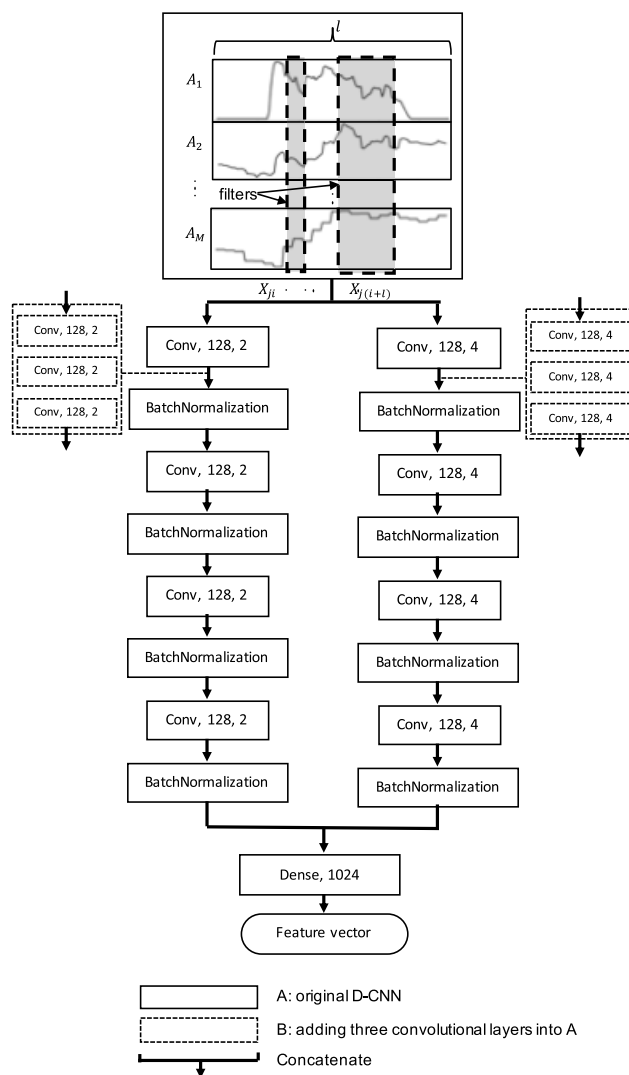 l
A1
A2
⋮
filters
⋮
AM
Xji · · , , Xj(i+l)
Conv, 128, 2
Conv, 128, 2
Conv, 128, 2
Conv, 128, 2
BatchNormalization
Conv, 128, 2
BatchNormalization
Conv, 128, 2
BatchNormalization
Conv, 128, 2
BatchNormalization
Conv, 128, 4
BatchNormalization
Conv, 128, 4
BatchNormalization
Conv, 128, 4
BatchNormalization
Conv, 128, 4
BatchNormalization
Conv, 128, 4
Conv, 128, 4
Conv, 128, 4
Dense, 1024
Feature vector
A: original D-CNN
B: adding three convolutional layers into A
Concatenate